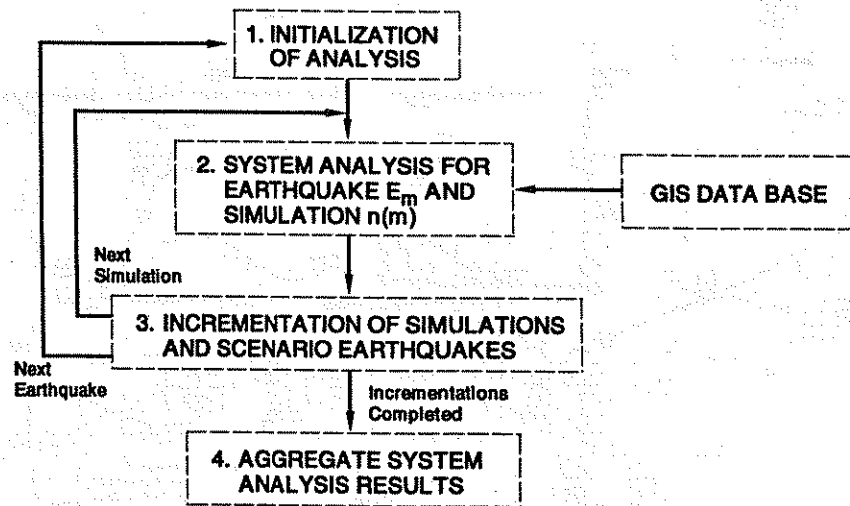 1. INITIALIZATION
OF ANALYSIS
2. SYSTEM ANALYSIS FOR
EARTHQUAKE Em AND
SIMULATION n(m)
GIS DATA BASE
Next
Simulation
3. INCREMENTATION OF SIMULATIONS
AND SCENARIO EARTHQUAKES
Next
Earthquake
Incrementations
Completed
4. AGGREGATE SYSTEM
ANALYSIS RESULTS